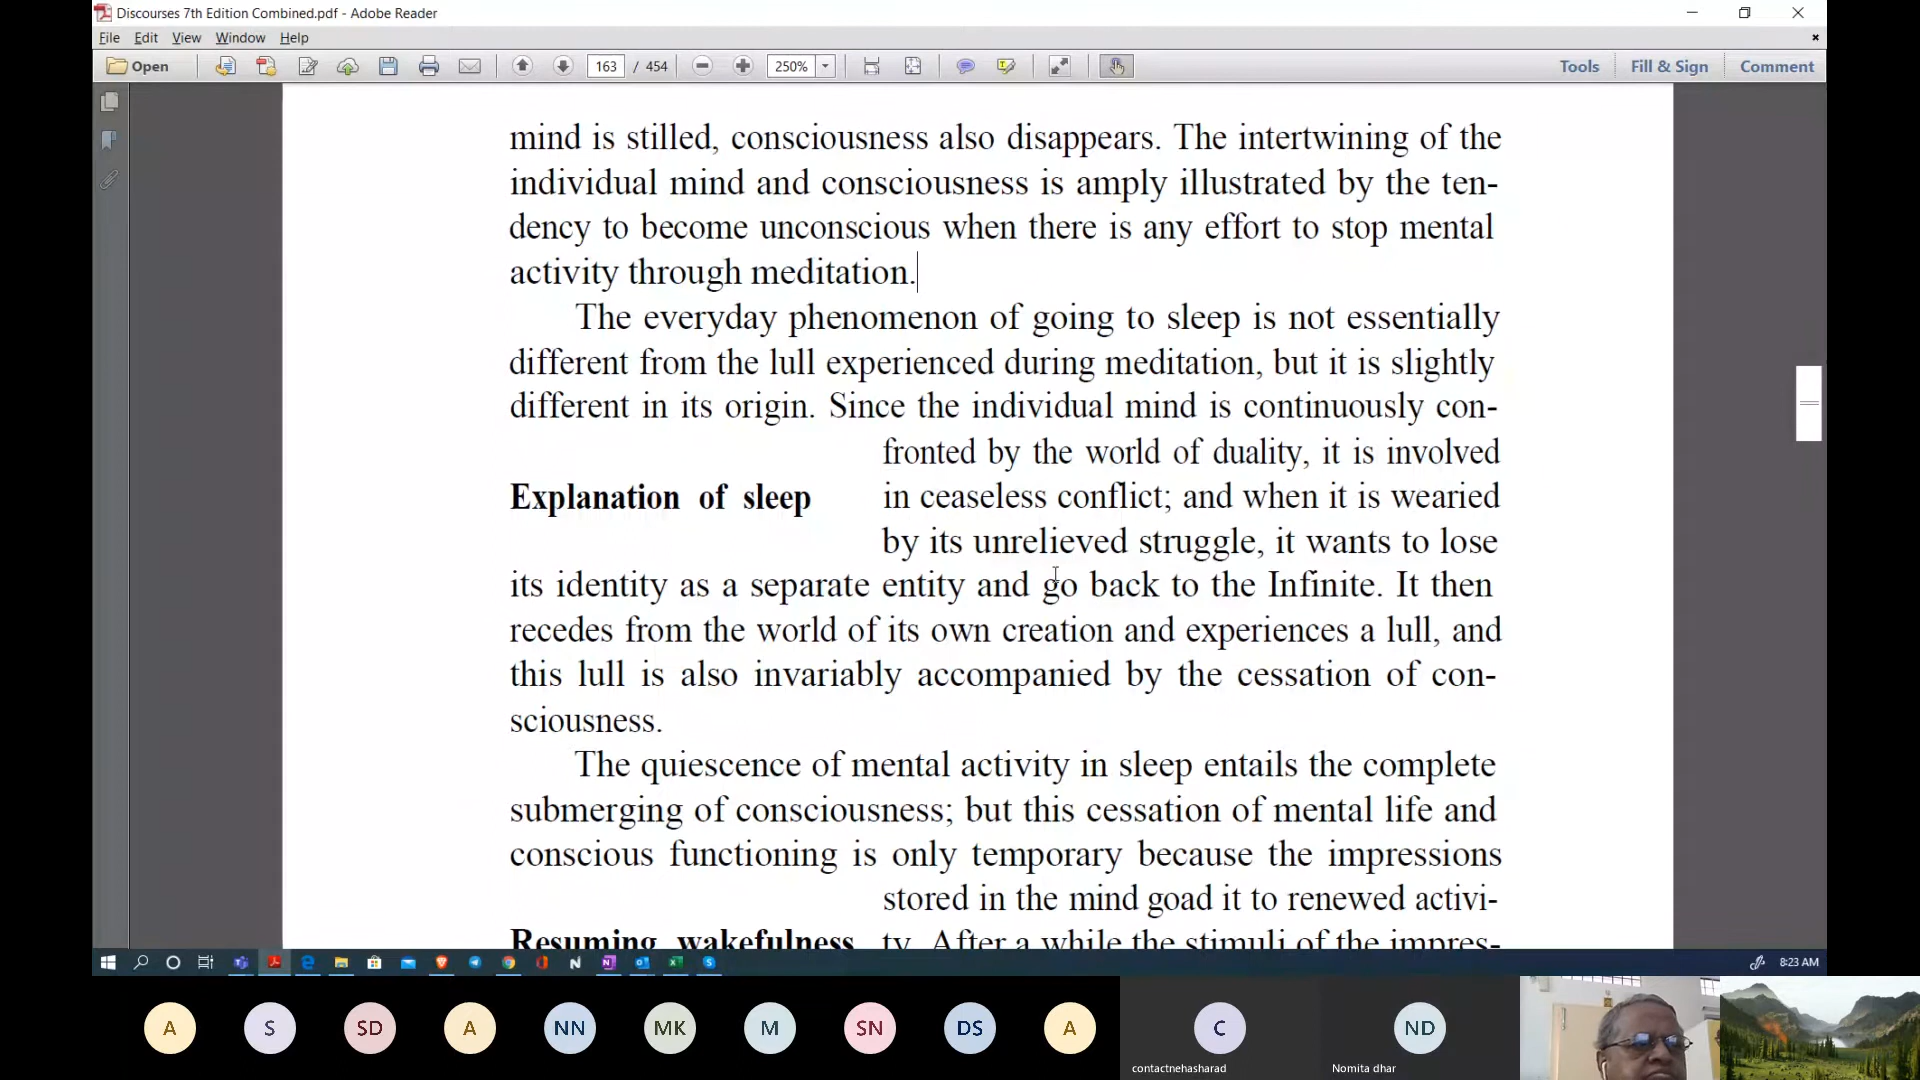 Discourses 7th Edition Combined.pdf - Adobe Reader
File Edit View Window Help
Open 163 / 454 250% Tools Fill & Sign Comment
mind is stilled, consciousness also disappears. The intertwining of the
individual mind and consciousness is amply illustrated by the ten-
dency to become unconscious when there is any effort to stop mental
activity through meditation.
The everyday phenomenon of going to sleep is not essentially
different from the lull experienced during meditation, but it is slightly
different in its origin. Since the individual mind is continuously con-
fronted by the world of duality, it is involved
Explanation of sleep in ceaseless conflict; and when it is wearied
by its unrelieved struggle, it wants to lose
its identity as a separate entity and go back to the Infinite. It then
recedes from the world of its own creation and experiences a lull, and
this lull is also invariably accompanied by the cessation of con-
sciousness.
The quiescence of mental activity in sleep entails the complete
submerging of consciousness; but this cessation of mental life and
conscious functioning is only temporary because the impressions
stored in the mind goad it to renewed activi-
Resuming wakefulness ty. After a while the stimuli of the impres-
8:23 AM
A S SD A NN MK M SN DS A C ND
contactnehasharad Nomita dhar